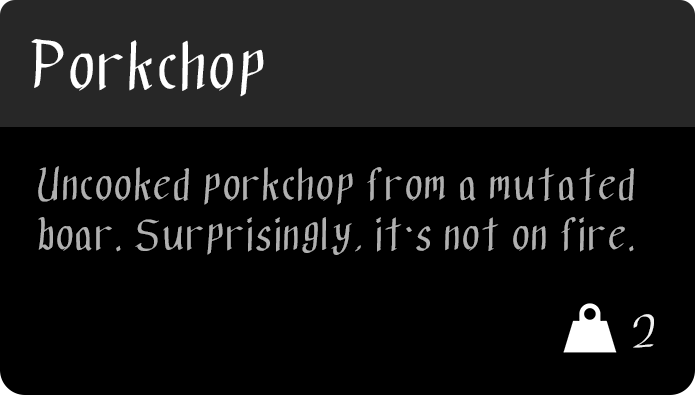 Porkchop
Uncooked porkchop from a mutated
boar. Surprisingly, it's not on fire.
2